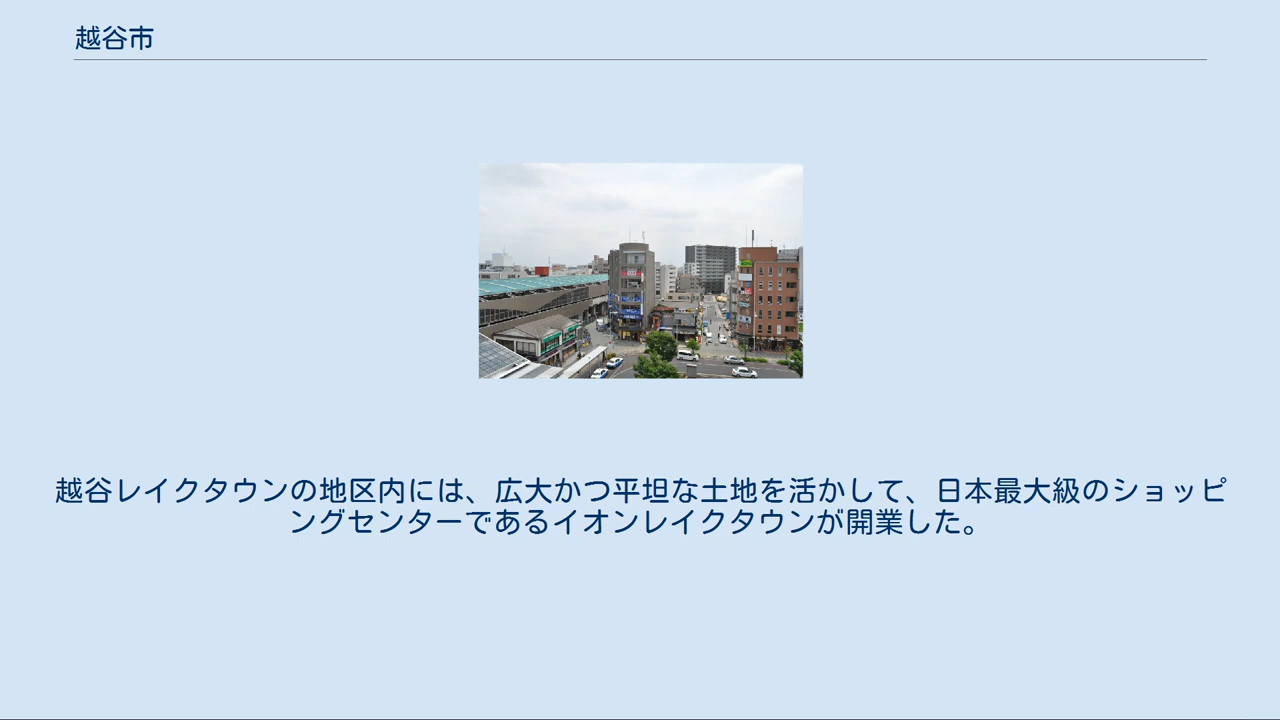 越谷市
越谷レイクタウンの地区内には、広大かつ平坦な土地を活かして、日本最大級のショッピ
ングセンターであるイオンレイクタウンが開業した。